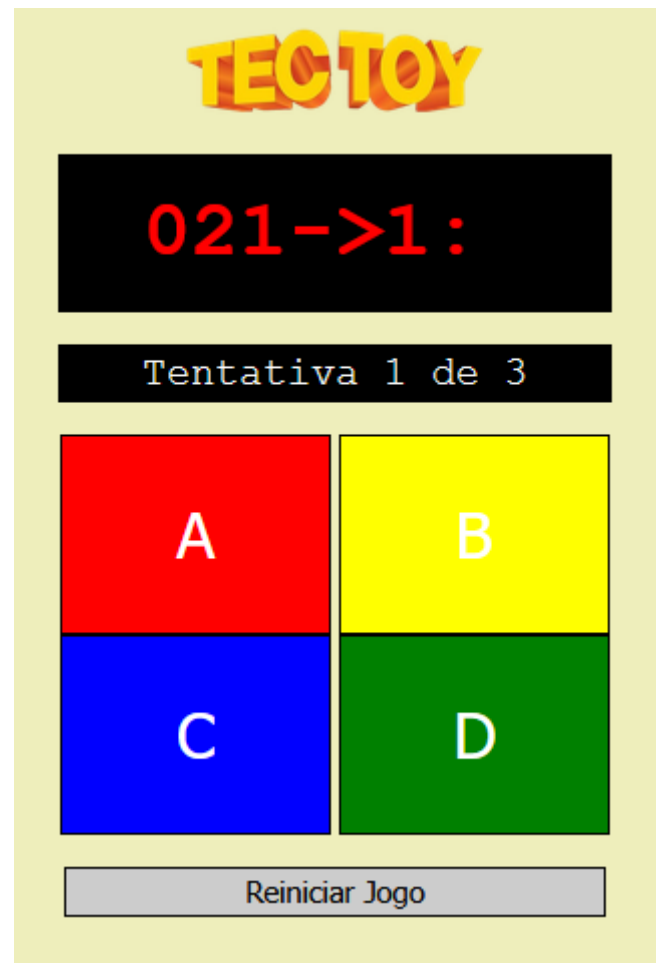 TEC TOY
021->1:
Tentativa 1 de 3
A B
C D
Reiniciar Jogo